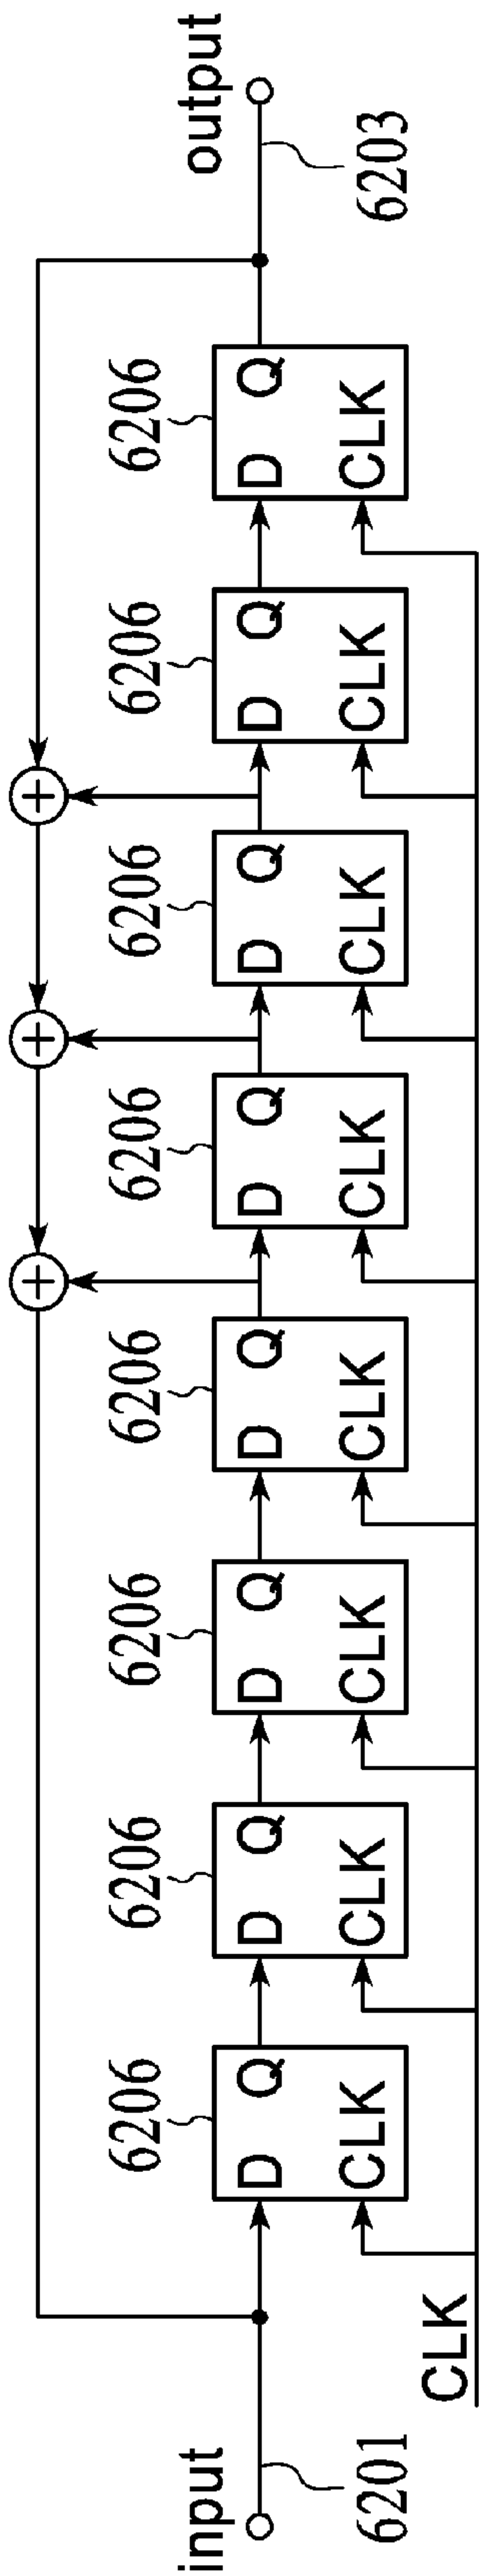 6206 6206 6206 6206 6206 6206 6206 6206
input D Q D Q D Q D Q D Q D Q D Q D Q output
6201 CLK CLK CLK CLK CLK CLK CLK CLK 6203
CLK